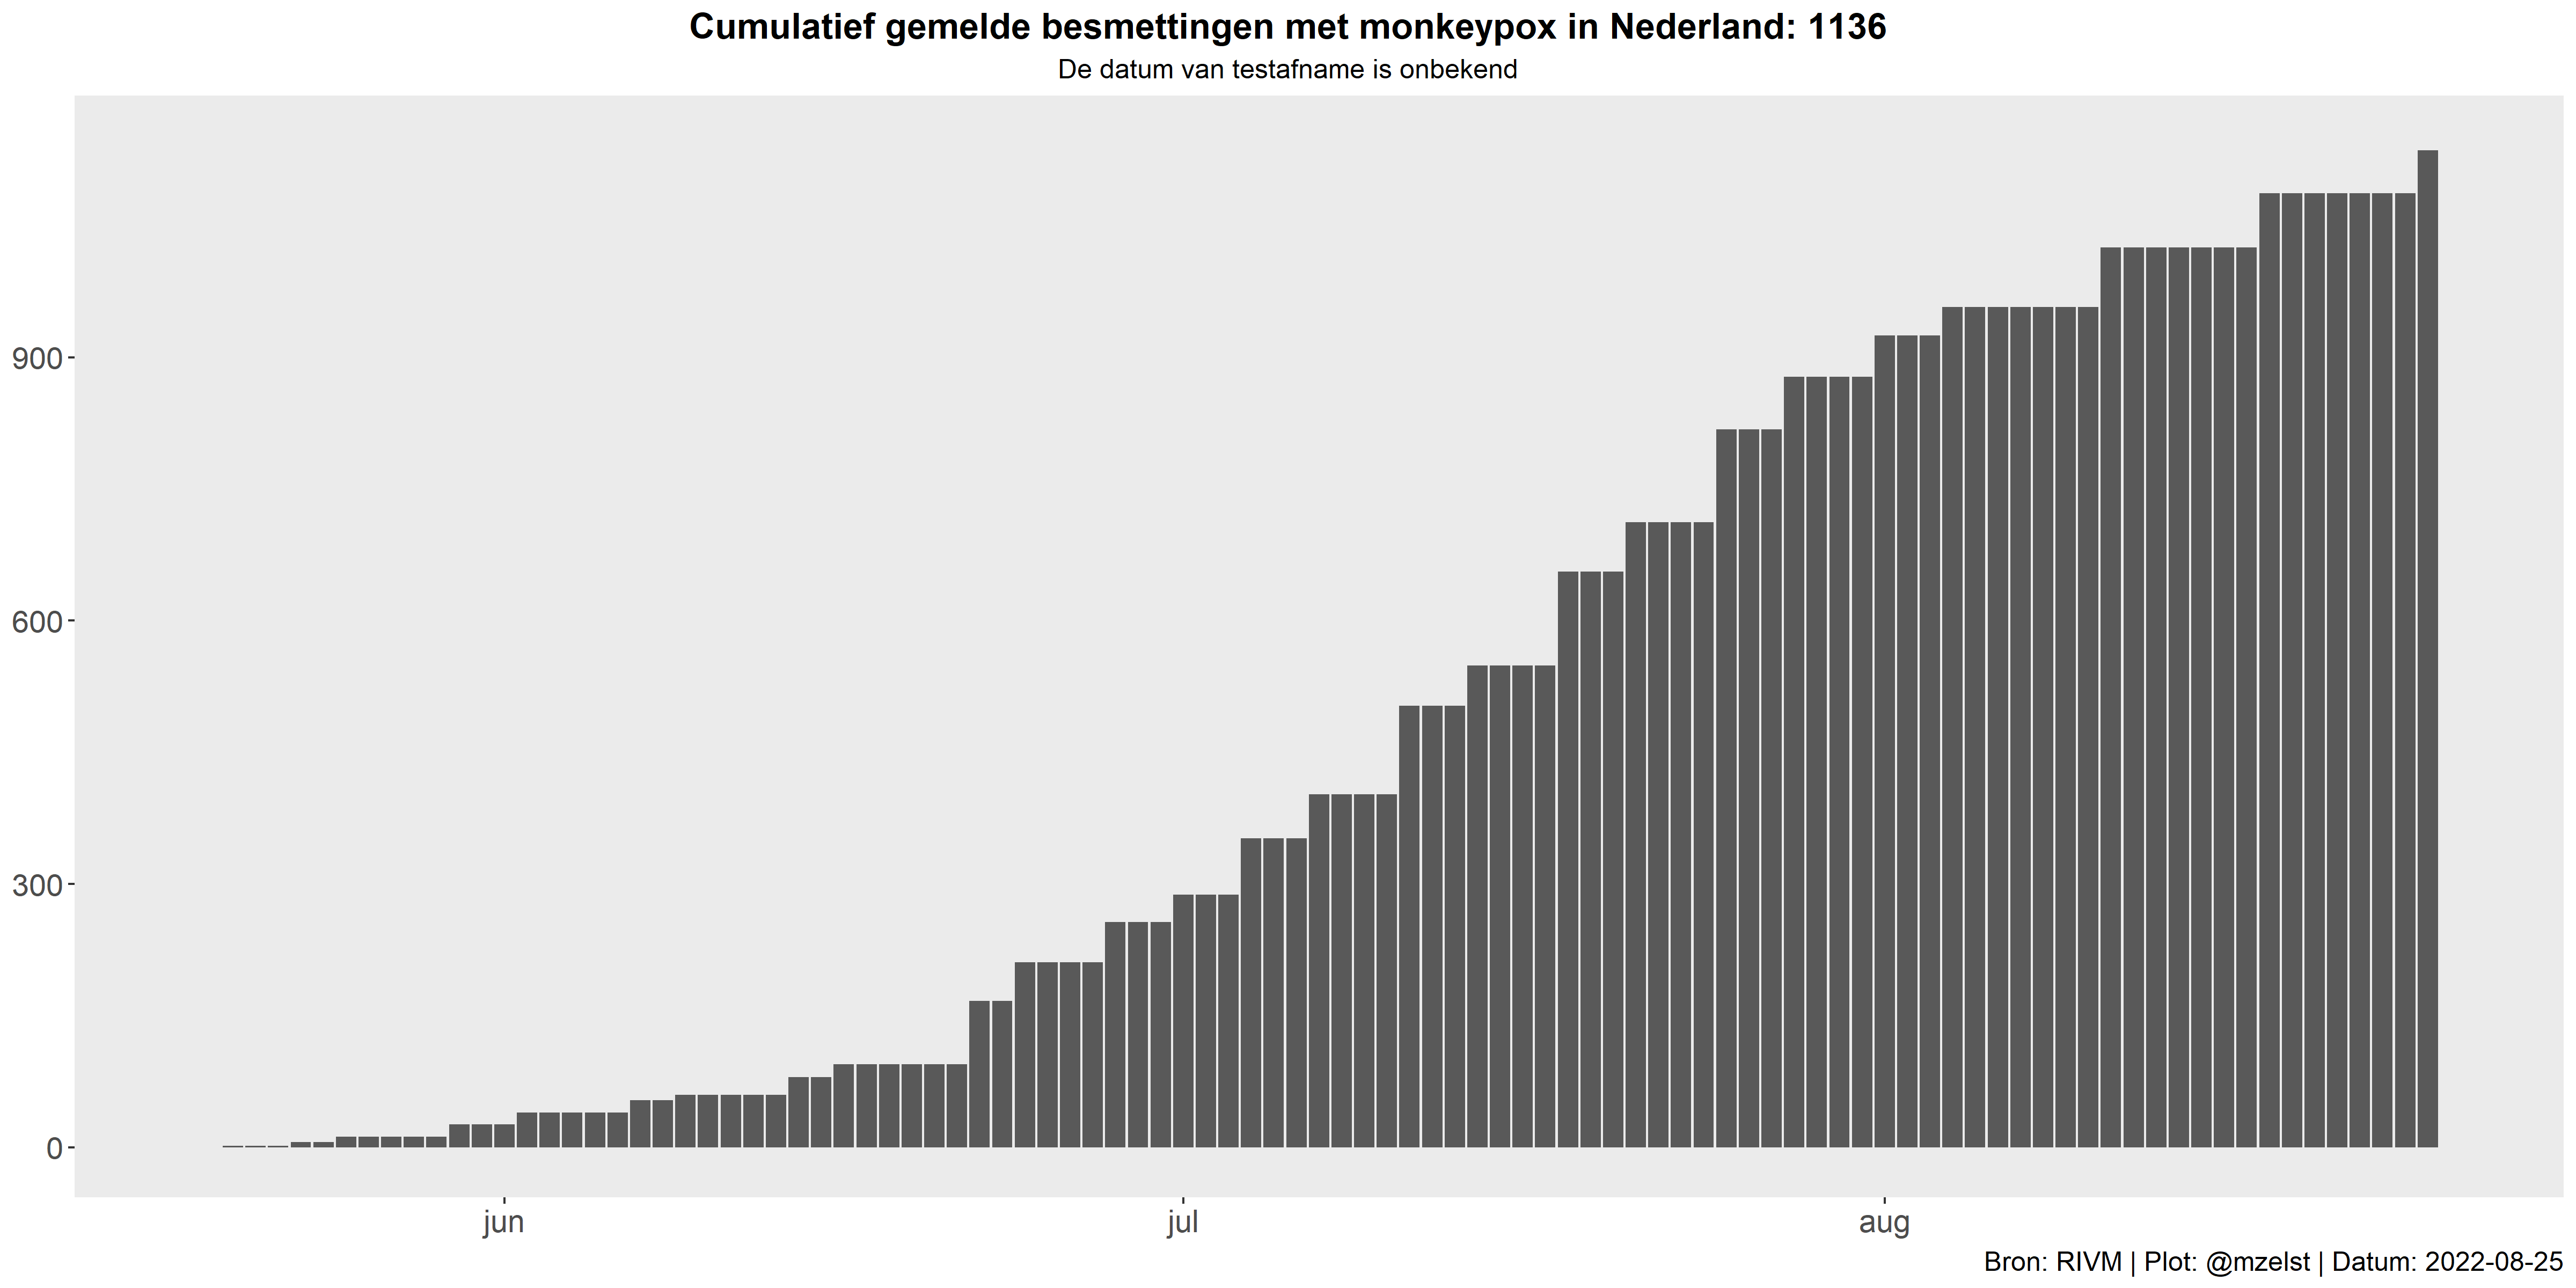 Cumulatief gemelde besmettingen met monkeypox in Nederland: 1136
De datum van testafname is onbekend
900
600
300
0
jun jul aug
Bron: RIVM | Plot: @mzelst | Datum: 2022-08-25